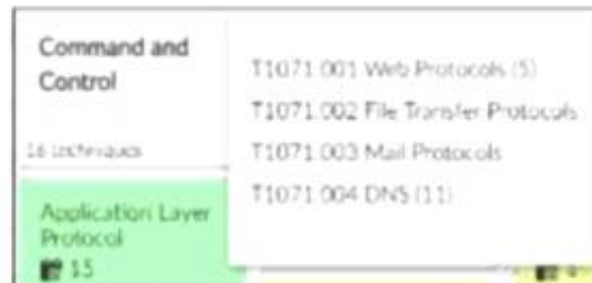 Command and
Control
16 techniques
Application Layer
Protocol
15
T1071.001 Web Protocols (5)
T1071.002 File Transfer Protocols
T1071.003 Mail Protocols
T1071.004 DNS (11)